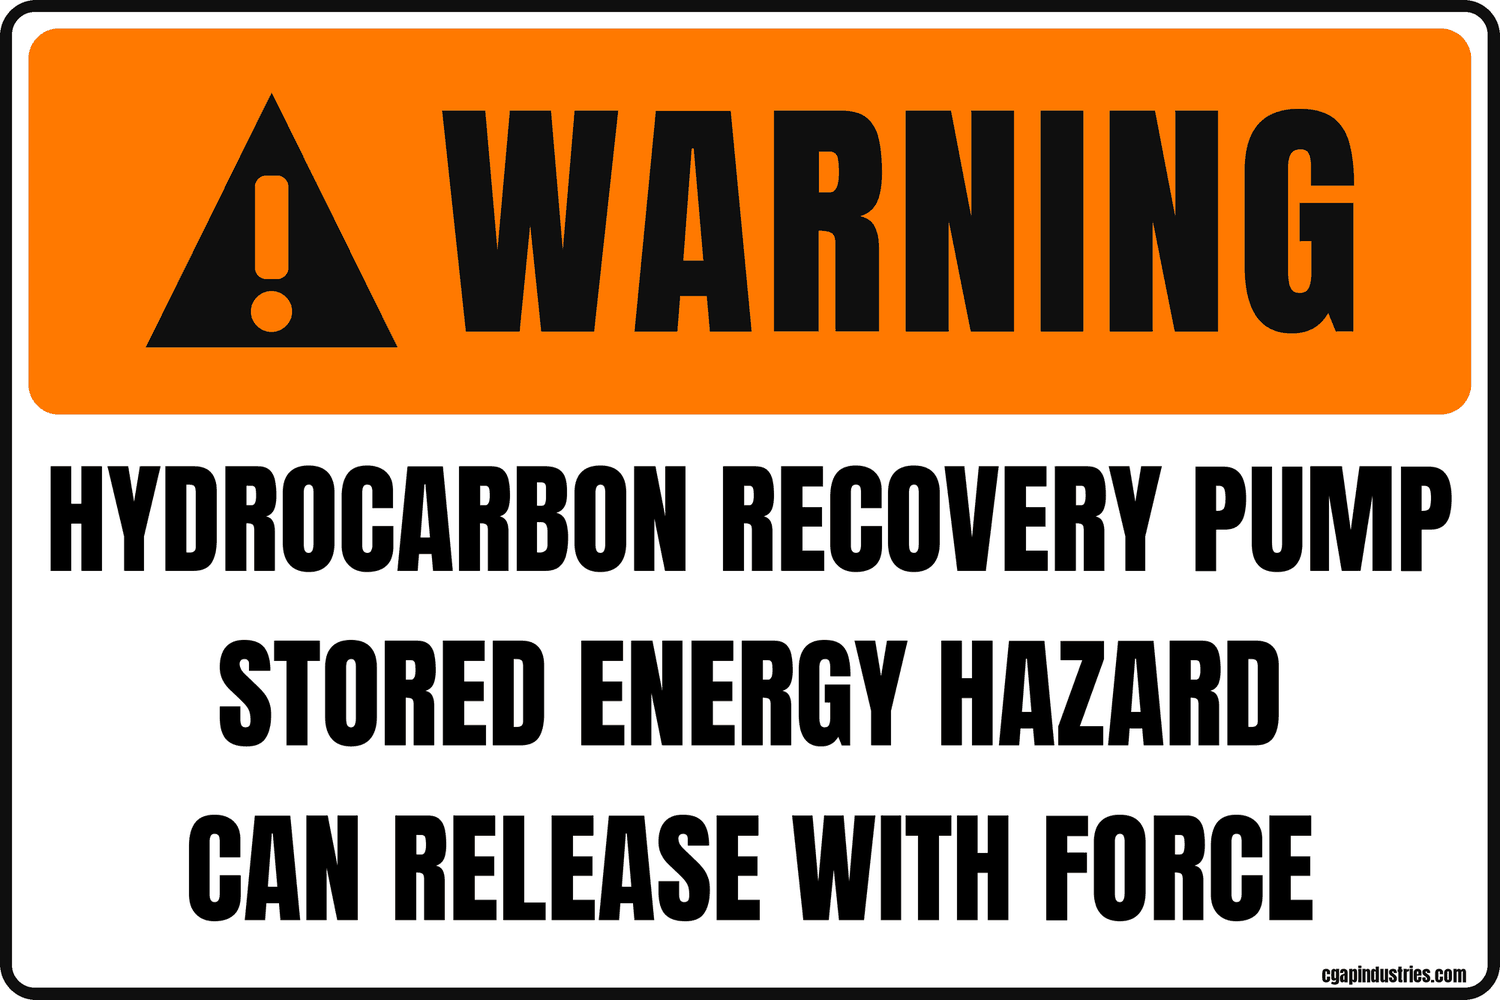 WARNING
HYDROCARBON RECOVERY PUMP
STORED ENERGY HAZARD
CAN RELEASE WITH FORCE
cgapindustries.com